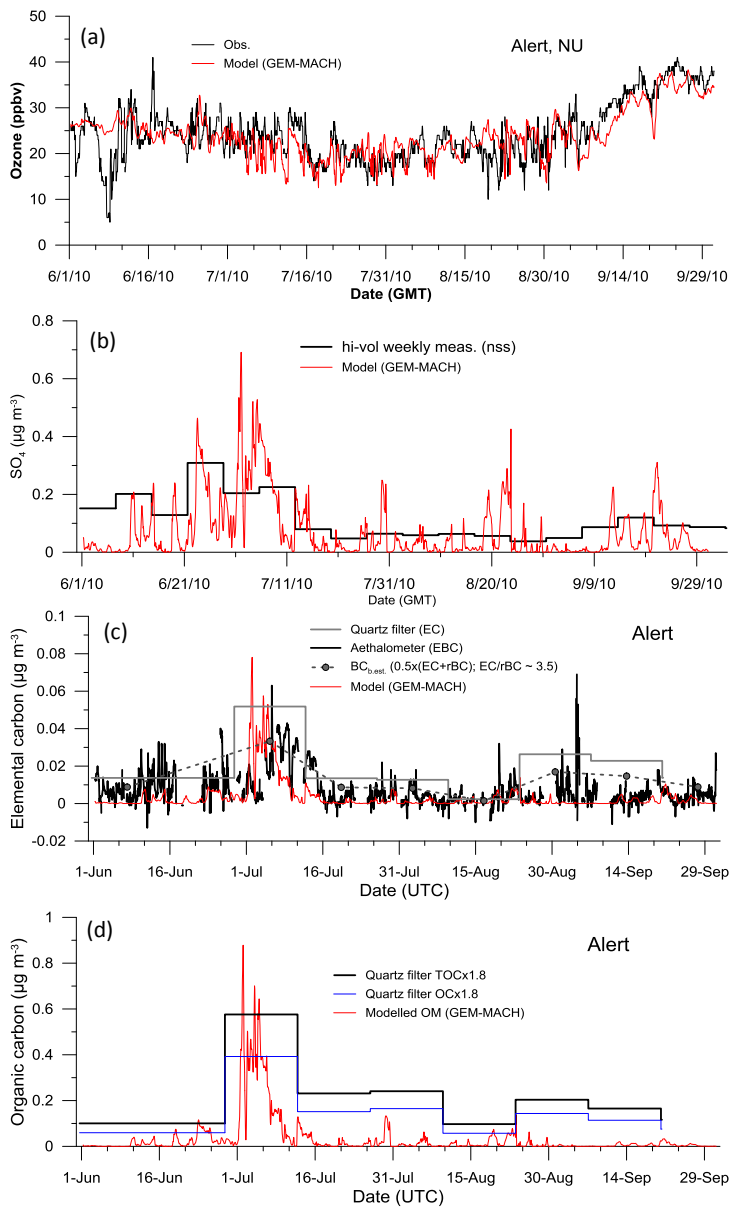 (a)
Obs.
Model (GEM-MACH)
Alert, NU
Ozone (ppbv)
50
40
30
20
10
0
6/1/10 6/16/10 7/1/10 7/16/10 7/31/10 8/15/10 8/30/10 9/14/10 9/29/10
Date (GMT)
(b)
hi-vol weekly meas. (nss)
Model (GEM-MACH)
SO4 (µg m-3)
0.8
0.6
0.4
0.2
0
6/1/10 6/21/10 7/11/10 7/31/10 8/20/10 9/9/10 9/29/10
Date (GMT)
(c)
Quartz filter (EC)
Aethalometer (EBC)
BCb.est. (0.5x(EC+rBC); EC/rBC ~ 3.5)
Model (GEM-MACH)
Alert
Elemental carbon (µg m-3)
0.1
0.08
0.06
0.04
0.02
0
-0.02
1-Jun 16-Jun 1-Jul 16-Jul 31-Jul 15-Aug 30-Aug 14-Sep 29-Sep
Date (UTC)
(d)
Alert
Quartz filter TOCx1.8
Quartz filter OCx1.8
Modelled OM (GEM-MACH)
Organic carbon (µg m-3)
1
0.8
0.6
0.4
0.2
0
1-Jun 16-Jun 1-Jul 16-Jul 31-Jul 15-Aug 30-Aug 14-Sep 29-Sep
Date (UTC)